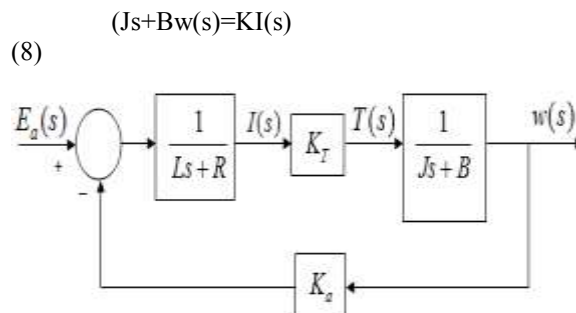 (Js+Bw(s)=KI(s)
(8)
E_a(s) + − 1/(Ls+R) I(s) K_T T(s) 1/(Js+B) w(s)
K_a